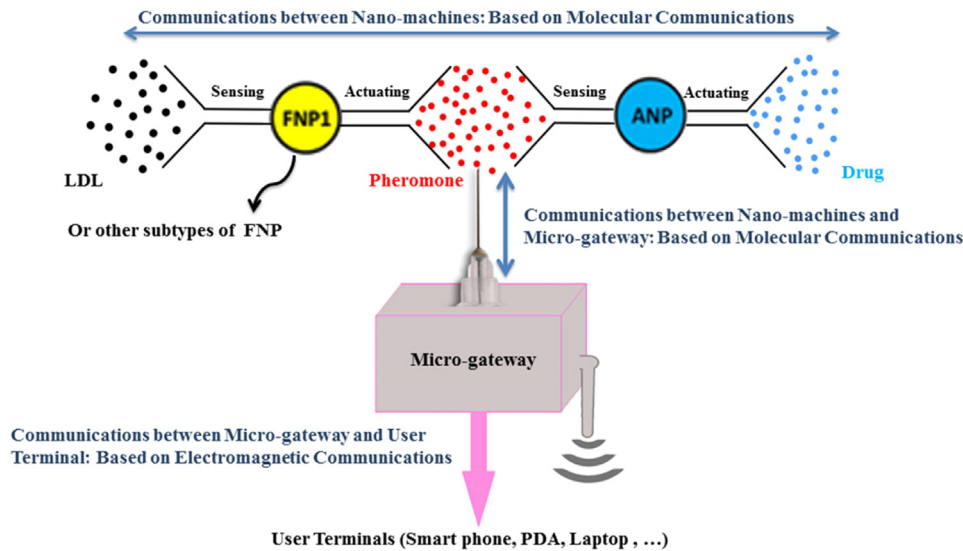 Communications between Nano-machines: Based on Molecular Communications
Sensing
Actuating
Sensing
Actuating
FNP1
ANP
LDL
Pheromone
Drug
Or other subtypes of FNP
Communications between Nano-machines and
Micro-gateway: Based on Molecular Communications
Micro-gateway
Communications between Micro-gateway and User
Terminal: Based on Electromagnetic Communications
User Terminals (Smart phone, PDA, Laptop , ...)